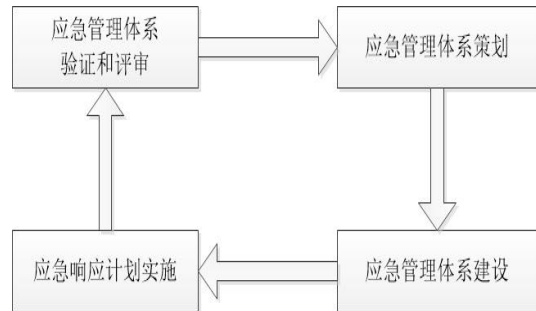 应急管理体系
验证和评审
应急管理体系策划
应急响应计划实施
应急管理体系建设